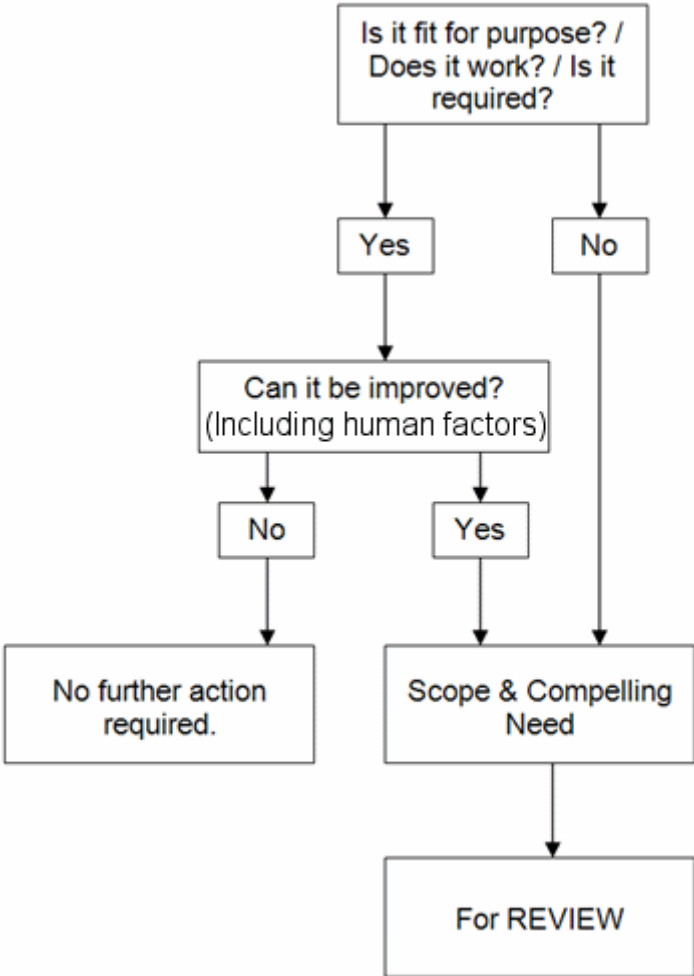 Is it fit for purpose? /
Does it work? / Is it
required?
Yes
No
Can it be improved?
(Including human factors)
No
Yes
No further action
required.
Scope & Compelling
Need
For REVIEW